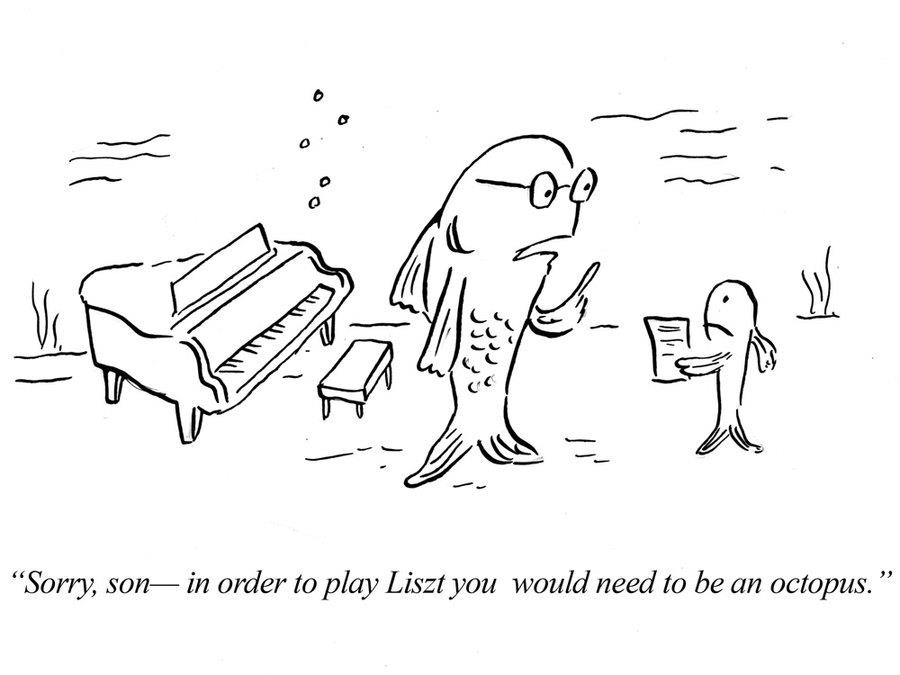 “Sorry, son— in order to play Liszt you  would need to be an octopus.”